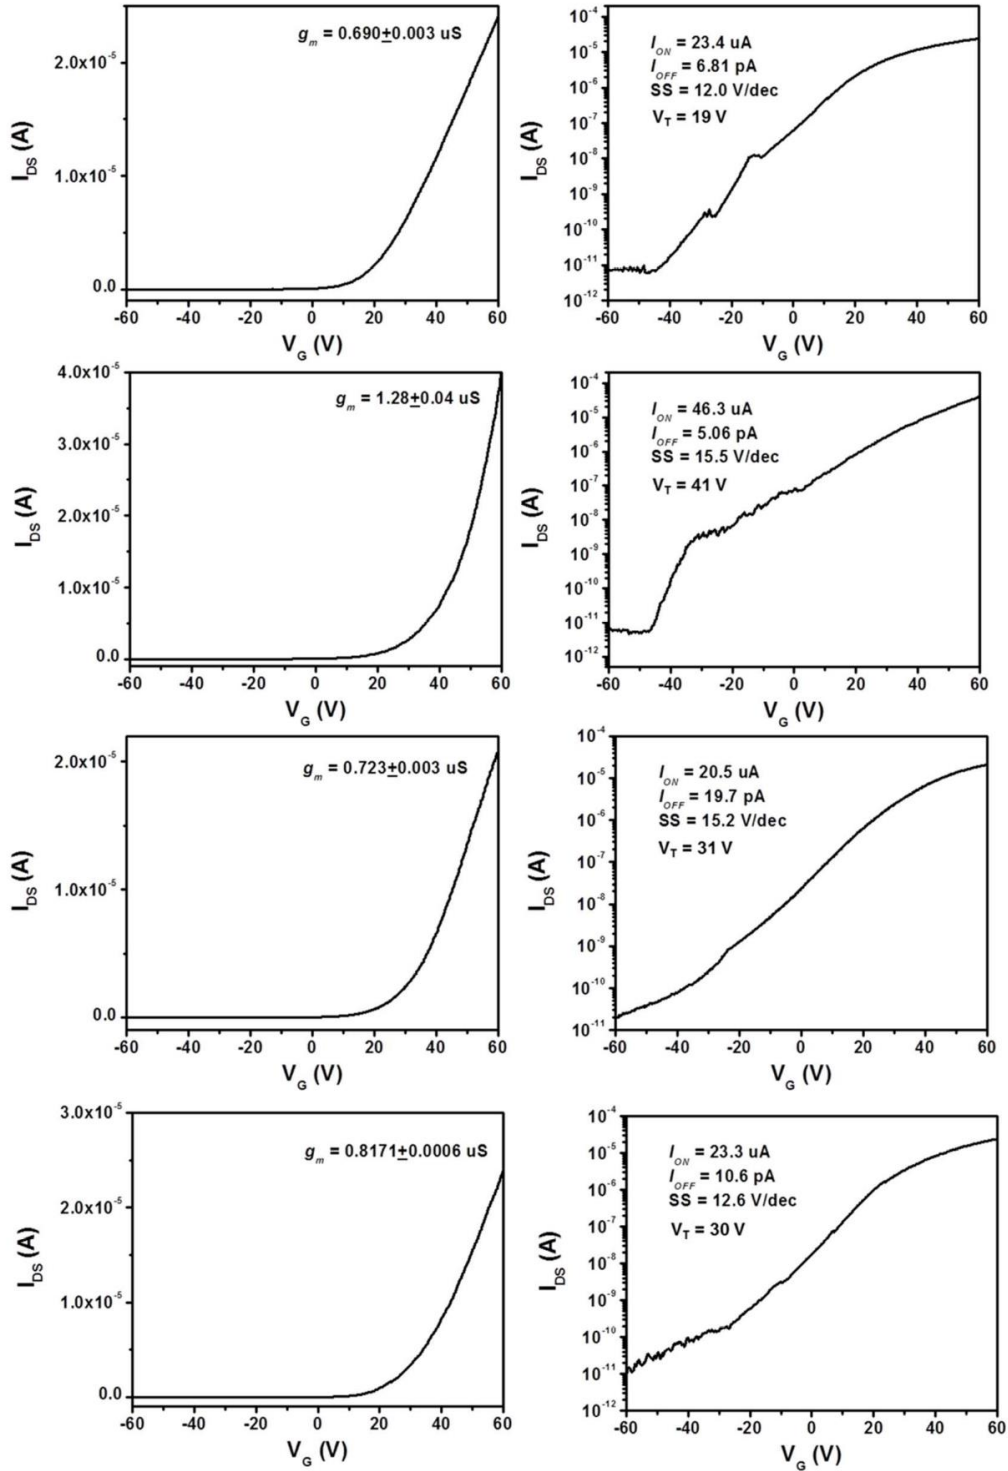 g_m = 0.690±0.003 uS
2.0x10⁻⁵
1.0x10⁻⁵
0.0
I_DS (A)
-60 -40 -20 0 20 40 60
V_G (V)
I_ON = 23.4 uA
I_OFF = 6.81 pA
SS = 12.0 V/dec
V_T = 19 V
10⁻⁴
10⁻⁵
10⁻⁶
10⁻⁷
10⁻⁸
10⁻⁹
10⁻¹⁰
10⁻¹¹
10⁻¹²
I_DS (A)
-60 -40 -20 0 20 40 60
V_G (V)
4.0x10⁻⁵
g_m = 1.28±0.04 uS
3.0x10⁻⁵
2.0x10⁻⁵
1.0x10⁻⁵
0.0
I_DS (A)
-60 -40 -20 0 20 40 60
V_G (V)
I_ON = 46.3 uA
I_OFF = 5.06 pA
SS = 15.5 V/dec
V_T = 41 V
10⁻⁴
10⁻⁵
10⁻⁶
10⁻⁷
10⁻⁸
10⁻⁹
10⁻¹⁰
10⁻¹¹
10⁻¹²
I_DS (A)
-60 -40 -20 0 20 40 60
V_G (V)
g_m = 0.723±0.003 uS
2.0x10⁻⁵
1.0x10⁻⁵
0.0
I_DS (A)
-60 -40 -20 0 20 40 60
V_G (V)
I_ON = 20.5 uA
I_OFF = 19.7 pA
SS = 15.2 V/dec
V_T = 31 V
10⁻⁴
10⁻⁵
10⁻⁶
10⁻⁷
10⁻⁸
10⁻⁹
10⁻¹⁰
10⁻¹¹
I_DS (A)
-60 -40 -20 0 20 40 60
V_G (V)
3.0x10⁻⁵
g_m = 0.8171±0.0006 uS
2.0x10⁻⁵
1.0x10⁻⁵
0.0
I_DS (A)
-60 -40 -20 0 20 40 60
V_G (V)
I_ON = 23.3 uA
I_OFF = 10.6 pA
SS = 12.6 V/dec
V_T = 30 V
10⁻⁴
10⁻⁵
10⁻⁶
10⁻⁷
10⁻⁸
10⁻⁹
10⁻¹⁰
10⁻¹¹
10⁻¹²
I_DS (A)
-60 -40 -20 0 20 40 60
V_G (V)